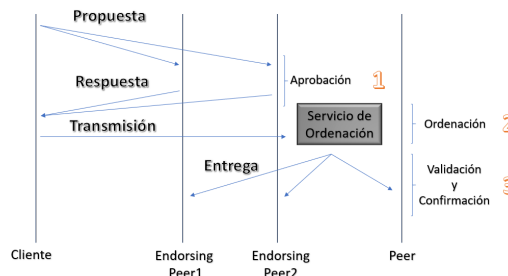 Propuesta
Aprobación
1
Respuesta
Servicio de
Ordenación
Transmisión
Ordenación
Entrega
Validación
y
Confirmación
Cliente
Endorsing
Peer1
Endorsing
Peer2
Peer